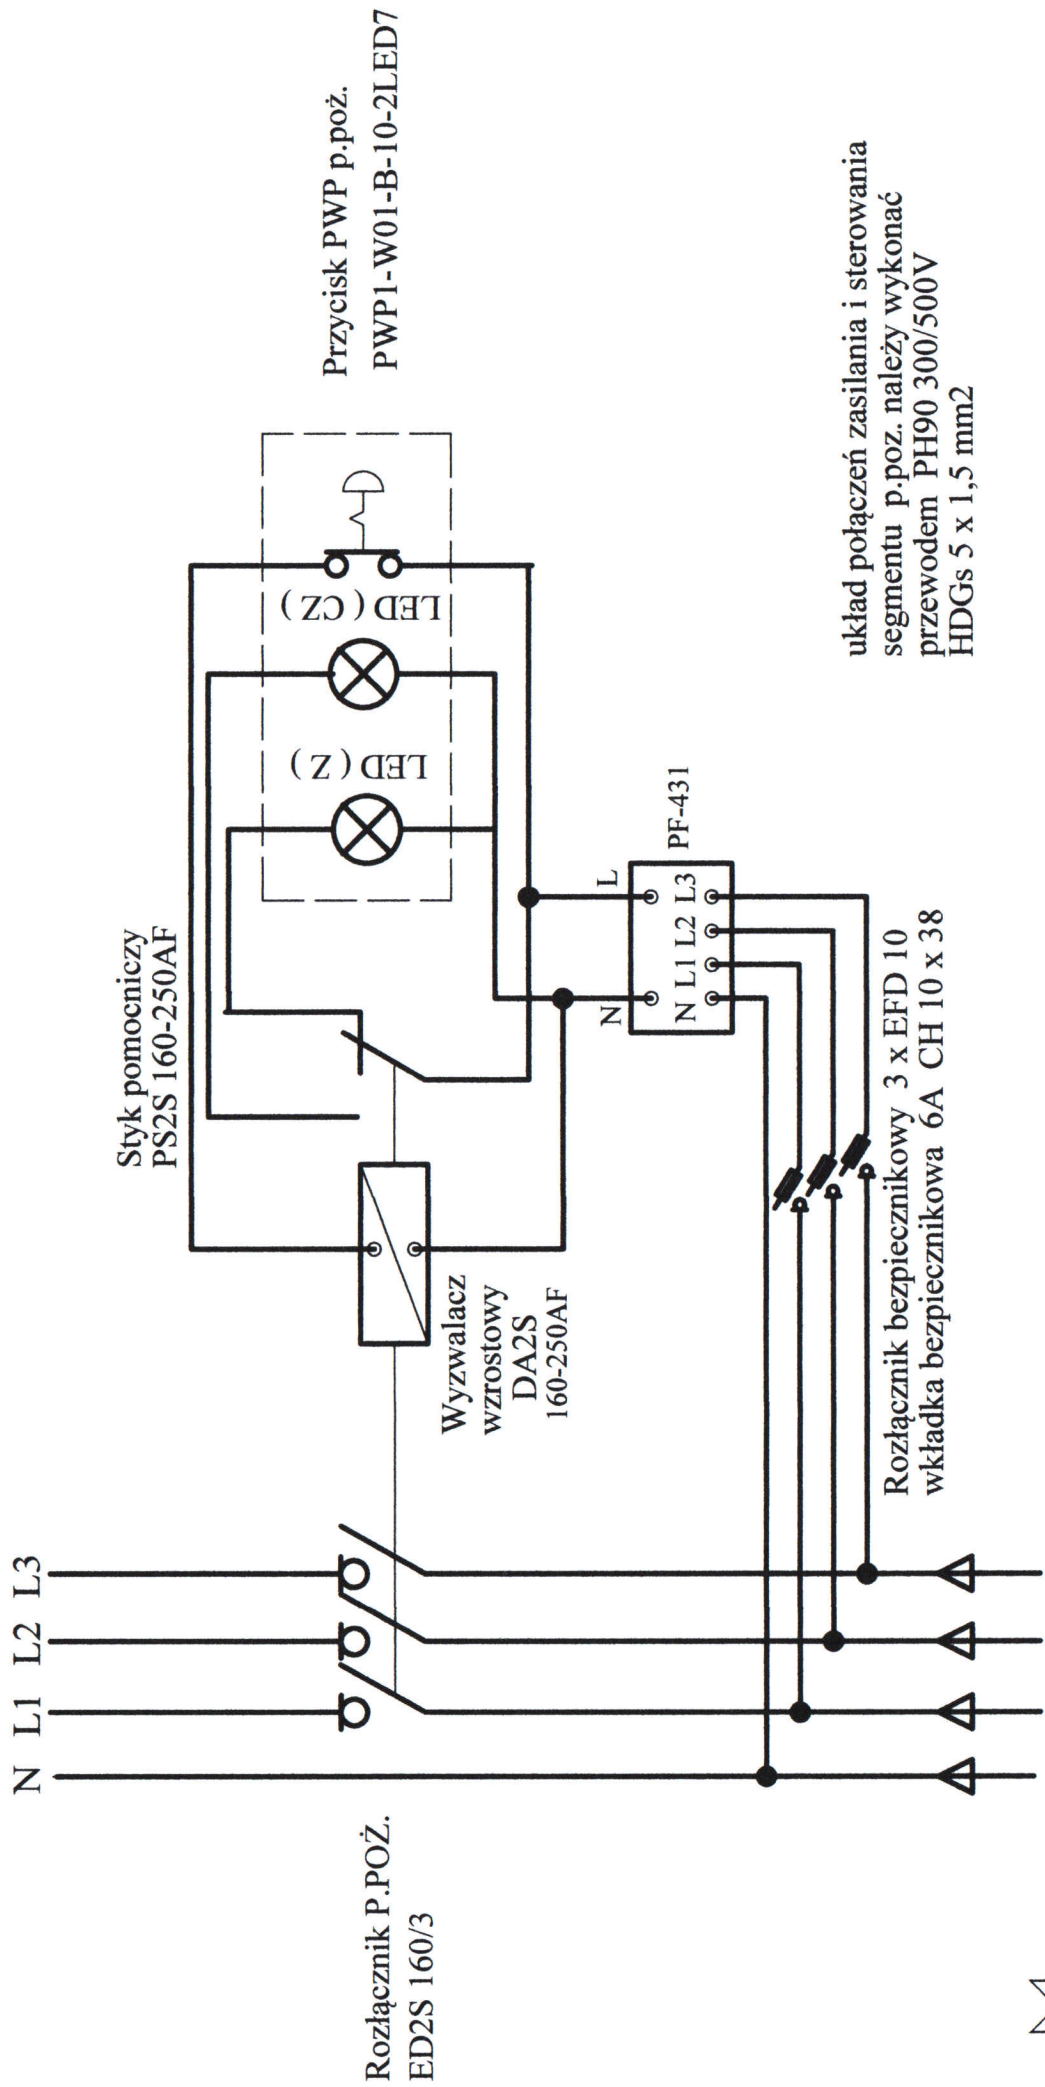 N
L1
L2
L3
Rozłącznik P.POŻ.
ED2S 160/3
Styk pomocniczy
PS2S 160-250AF
Wyzwalacz
wzrostowy
DA2S
160-250AF
Przycisk PWP p.poż.
PWP1-W01-B-10-2LED7
LED ( Z )
LED ( CZ )
N
L
N L1 L2 L3
PF-431
Rozłącznik bezpiecznikowy 3 x EFD 10
wkładka bezpiecznikowa 6A CH 10 x 38
układ połączeń zasilania i sterowania
segmentu p.poz. należy wykonać
przewodem PH90 300/500V
HDGs 5 x 1,5 mm2